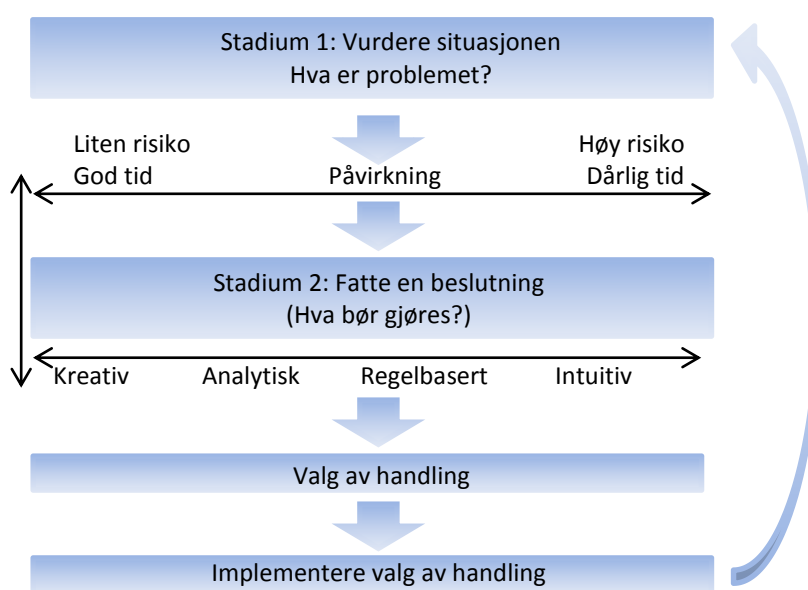 Stadium 1: Vurdere situasjonen
Hva er problemet?
Liten risiko
God tid
Påvirkning
Høy risiko
Dårlig tid
Stadium 2: Fatte en beslutning
(Hva bør gjøres?)
Kreativ Analytisk Regelbasert Intuitiv
Valg av handling
Implementere valg av handling